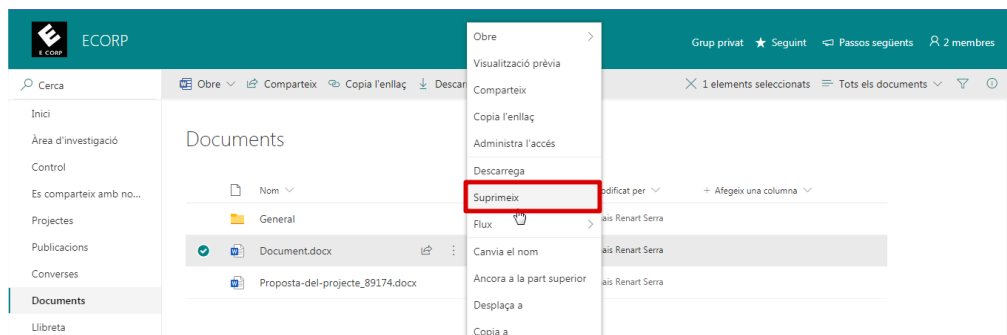 E CORP
ECORP
Grup privat ★ Seguint Passos següents 2 membres
Cerca
Obre Comparteix Copia l'enllaç Descar
1 elements seleccionats Tots els documents
Inici
Àrea d'investigació
Control
Es comparteix amb no...
Projectes
Publicacions
Converses
Documents
Llibreta
Documents
Nom
odificat per
+ Afegeix una columna
General
ais Renart Serra
Document.docx
ais Renart Serra
Proposta-del-projecte_89174.docx
ais Renart Serra
Obre
Visualització prèvia
Comparteix
Copia l'enllaç
Administra l'accés
Descarrega
Suprimeix
Flux
Canvia el nom
Ancora a la part superior
Desplaça a
Copia a